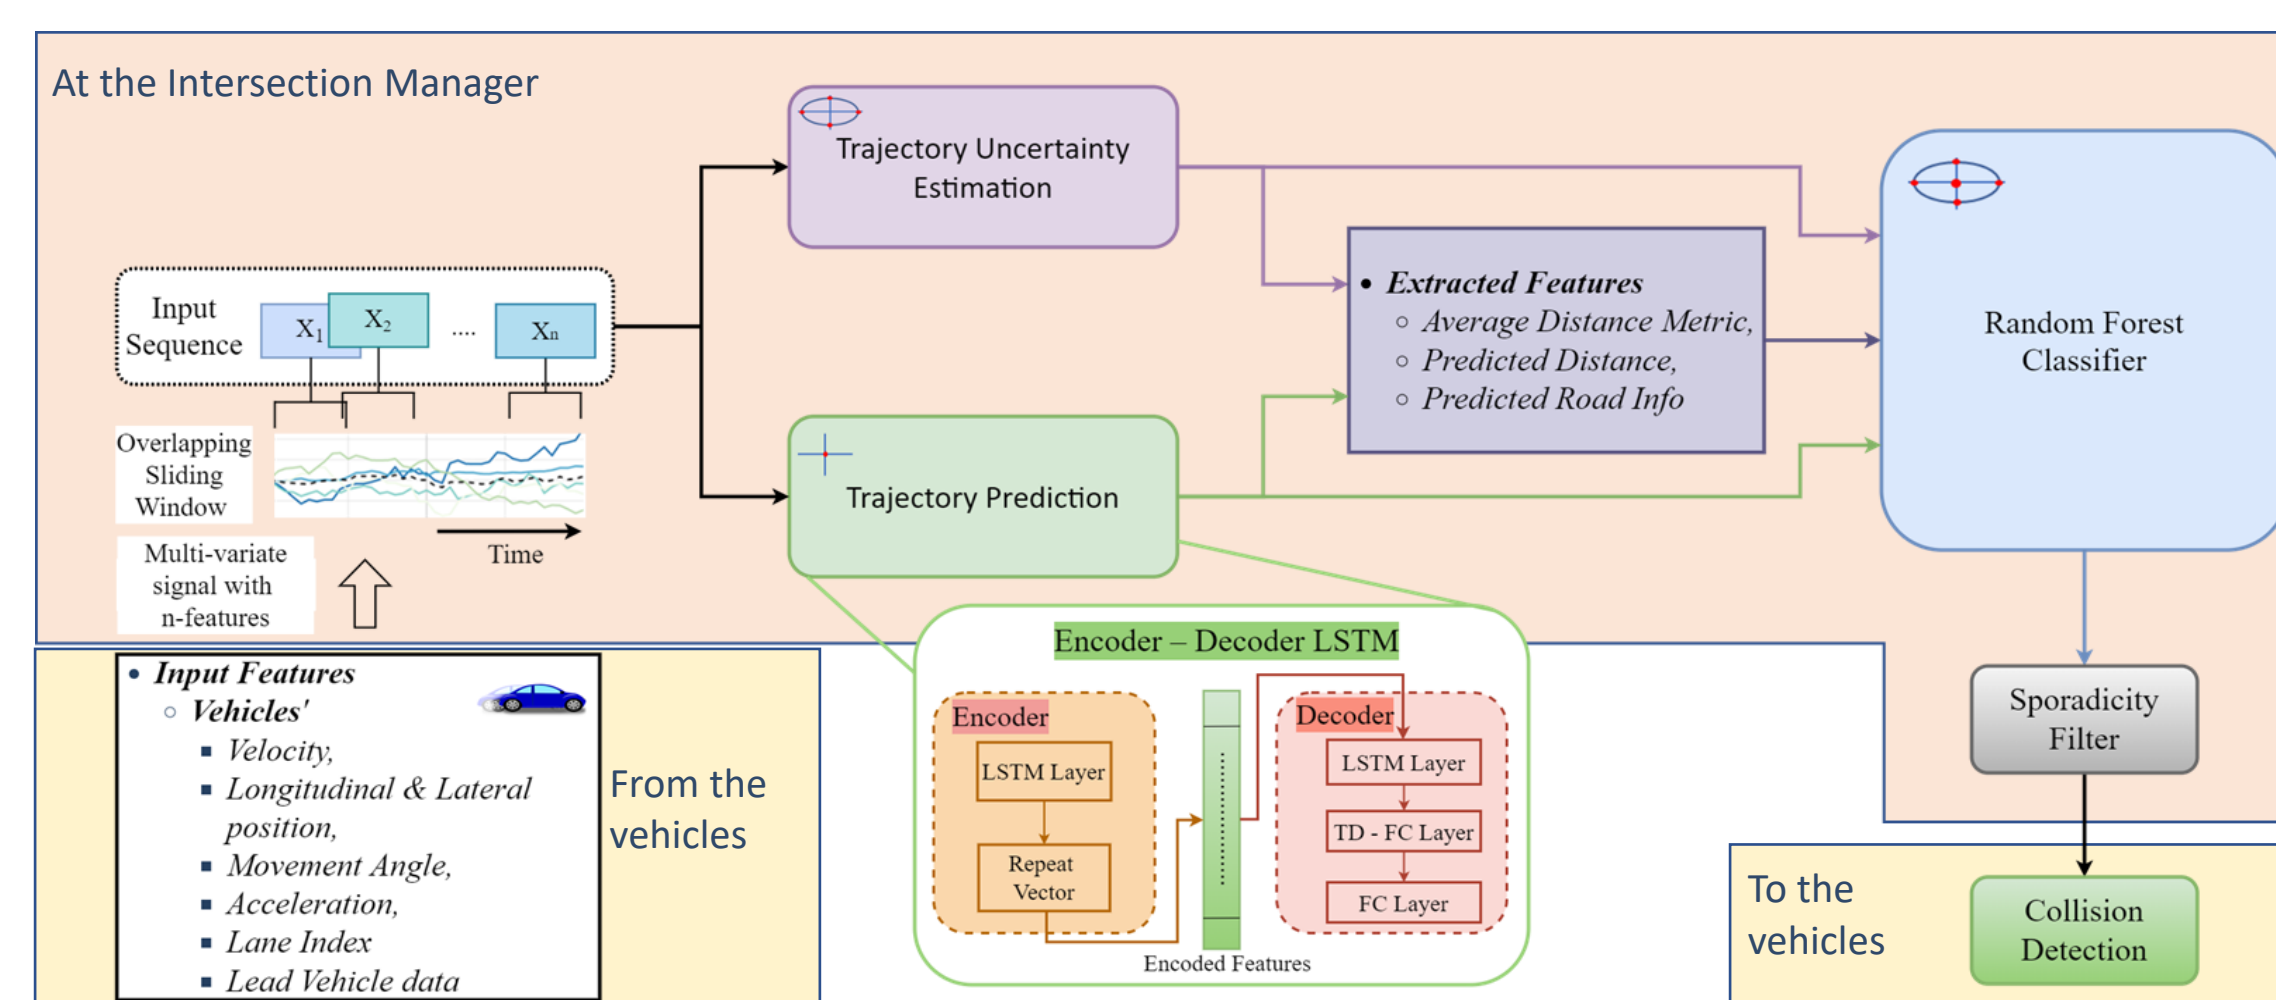 At the Intersection Manager
Trajectory Uncertainty
Estimation
Input
Sequence
X1
X2
....
Xn
Overlapping
Sliding
Window
Time
Multi-variate
signal with
n-features
Trajectory Prediction
• Extracted Features
○ Average Distance Metric,
○ Predicted Distance,
○ Predicted Road Info
Random Forest
Classifier
• Input Features
○ Vehicles'
▪ Velocity,
▪ Longitudinal & Lateral
position,
▪ Movement Angle,
▪ Acceleration,
▪ Lane Index
▪ Lead Vehicle data
From the
vehicles
Encoder – Decoder LSTM
Encoder
LSTM Layer
Repeat
Vector
Encoded Features
Decoder
LSTM Layer
TD - FC Layer
FC Layer
Sporadicity
Filter
To the
vehicles
Collision
Detection